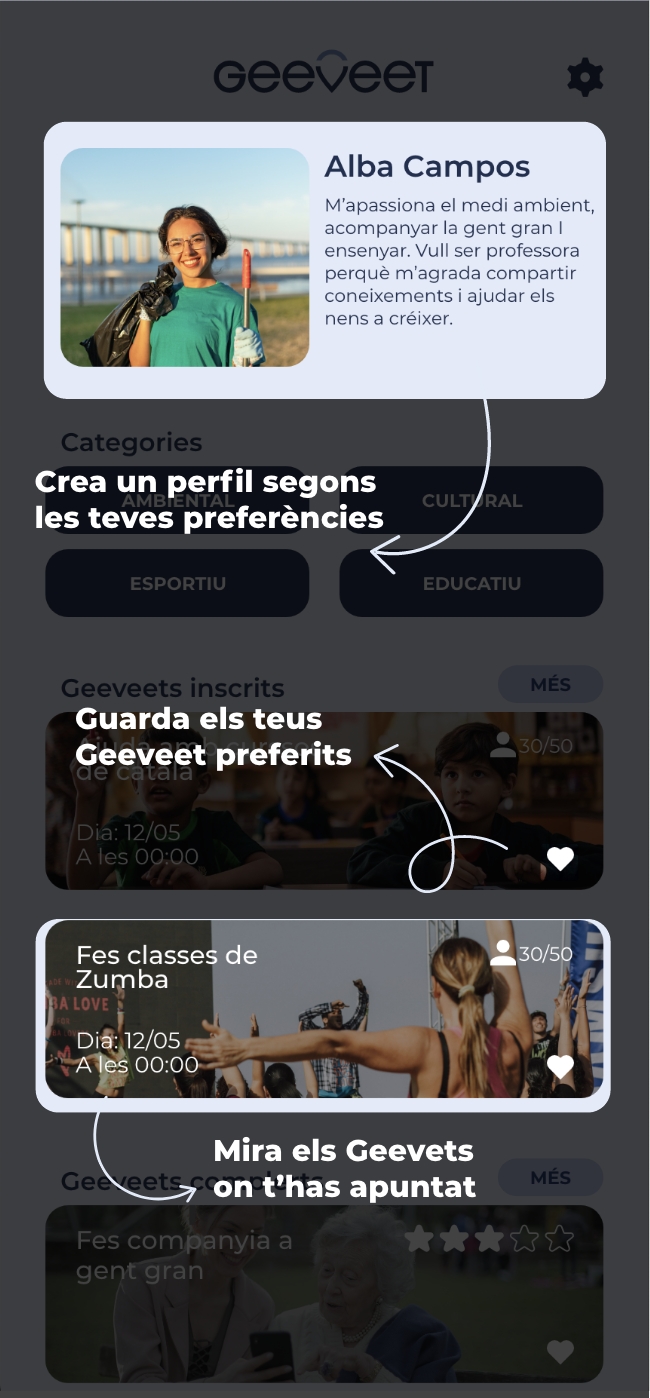 GEEVEET
Alba Campos
M'apassiona el medi ambient,
acompanyar la gent gran I
ensenyar. Vull ser professora
perquè m'agrada compartir
coneixements i ajudar els
nens a créixer.
Categories
Crea un perfil segons
les teves preferències
AMBIENTAL
CULTURAL
ESPORTIU
EDUCATIU
Geeveets inscrits
MÉS
Guarda els teus
Geeveet preferits
de català
30/50
Dia: 12/05
A les 00:00
Fes classes de
Zumba
30/50
BA LOVE
Dia: 12/05
A les 00:00
Mira els Geevets
on t'has apuntat
Geeveets complerts
MÉS
Fes companyia a
gent gran